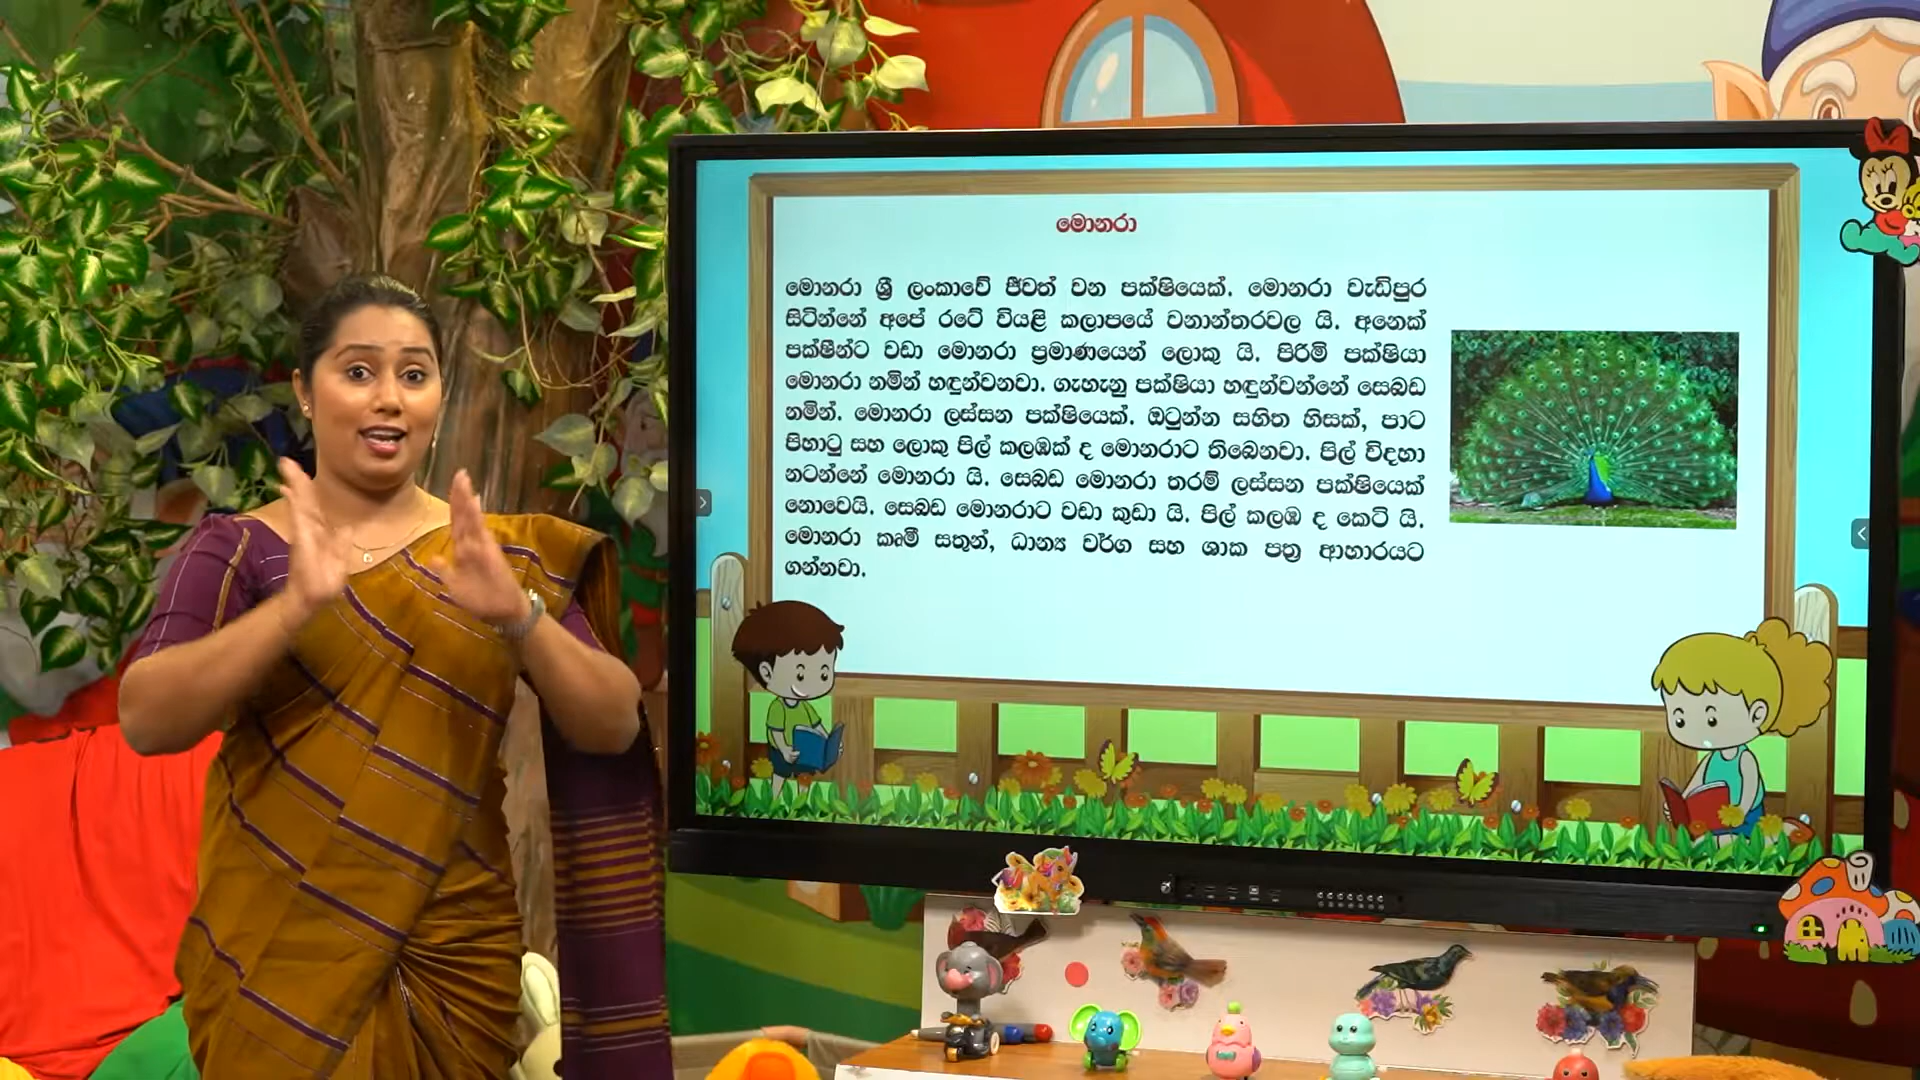 මොනරා
මොනරා ශ්‍රී ලංකාවේ ජීවත් වන පක්ෂියෙක්. මොනරා වැඩිපුර
සිටින්නේ අපේ රටේ වියළි කලාපයේ වනාන්තරවල යි. අනෙක්
පක්ෂීන්ට වඩා මොනරා ප්‍රමාණයෙන් ලොකු යි. පිරිමි පක්ෂියා
මොනරා නමින් හඳුන්වනවා. ගැහැනු පක්ෂියා හඳුන්වන්නේ සෙබඩ
නමින්. මොනරා ලස්සන පක්ෂියෙක්. ඔටුන්න සහිත හිසක්, පාට
පිහාටු සහ ලොකු පිල් කලඹක් ද මොනරාට තිබෙනවා. පිල් විදහා
නටන්නේ මොනරා යි. සෙබඩ මොනරා තරම් ලස්සන පක්ෂියෙක්
නොවෙයි. සෙබඩ මොනරාට වඩා කුඩා යි. පිල් කලඹ ද කෙටි යි.
මොනරා කෘමී සතුන්, ධාන්‍ය වර්ග සහ ශාක පත්‍ර ආහාරයට
ගන්නවා.